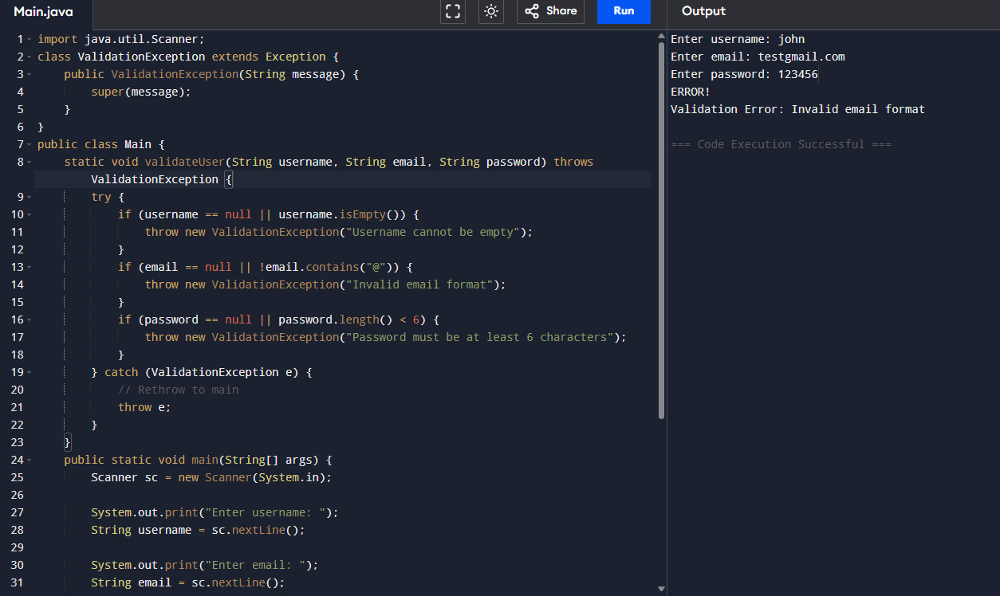 Main.java
Share
Run
Output
1 import java.util.Scanner;
2 class ValidationException extends Exception {
3     public ValidationException(String message) {
4         super(message);
5     }
6 }
7 public class Main {
8     static void validateUser(String username, String email, String password) throws
        ValidationException {
9         try {
10             if (username == null || username.isEmpty()) {
11                 throw new ValidationException("Username cannot be empty");
12             }
13             if (email == null || !email.contains("@")) {
14                 throw new ValidationException("Invalid email format");
15             }
16             if (password == null || password.length() < 6) {
17                 throw new ValidationException("Password must be at least 6 characters");
18             }
19         } catch (ValidationException e) {
20             // Rethrow to main
21             throw e;
22         }
23     }
24     public static void main(String[] args) {
25         Scanner sc = new Scanner(System.in);
26
27         System.out.print("Enter username: ");
28         String username = sc.nextLine();
29
30         System.out.print("Enter email: ");
31         String email = sc.nextLine();
Enter username: john
Enter email: testgmail.com
Enter password: 123456
ERROR!
Validation Error: Invalid email format
=== Code Execution Successful ===